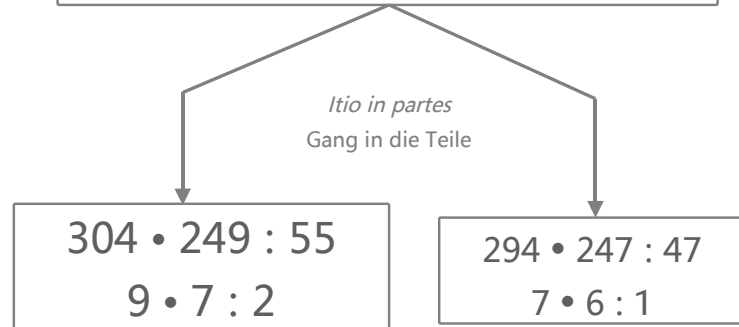 Itio in partes
Gang in die Teile
304 • 249 : 55
9 • 7 : 2
294 • 247 : 47
7 • 6 : 1